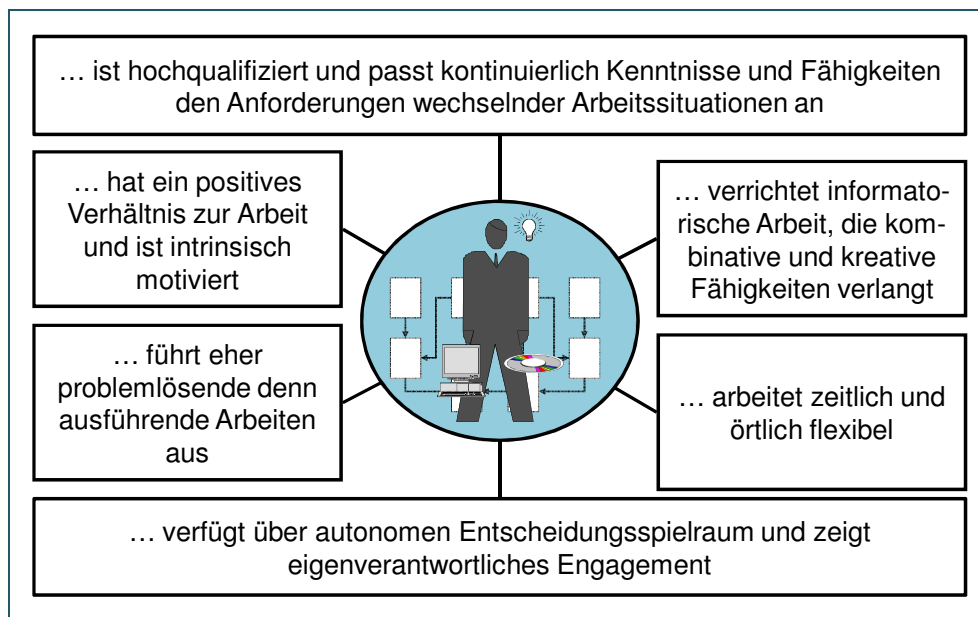 … ist hochqualifiziert und passt kontinuierlich Kenntnisse und Fähigkeiten
den Anforderungen wechselnder Arbeitssituationen an
… hat ein positives
Verhältnis zur Arbeit
und ist intrinsisch
motiviert
… verrichtet informato-
rische Arbeit, die kom-
binative und kreative
Fähigkeiten verlangt
… führt eher
problemlösende denn
ausführende Arbeiten
aus
… arbeitet zeitlich und
örtlich flexibel
… verfügt über autonomen Entscheidungsspielraum und zeigt
eigenverantwortliches Engagement